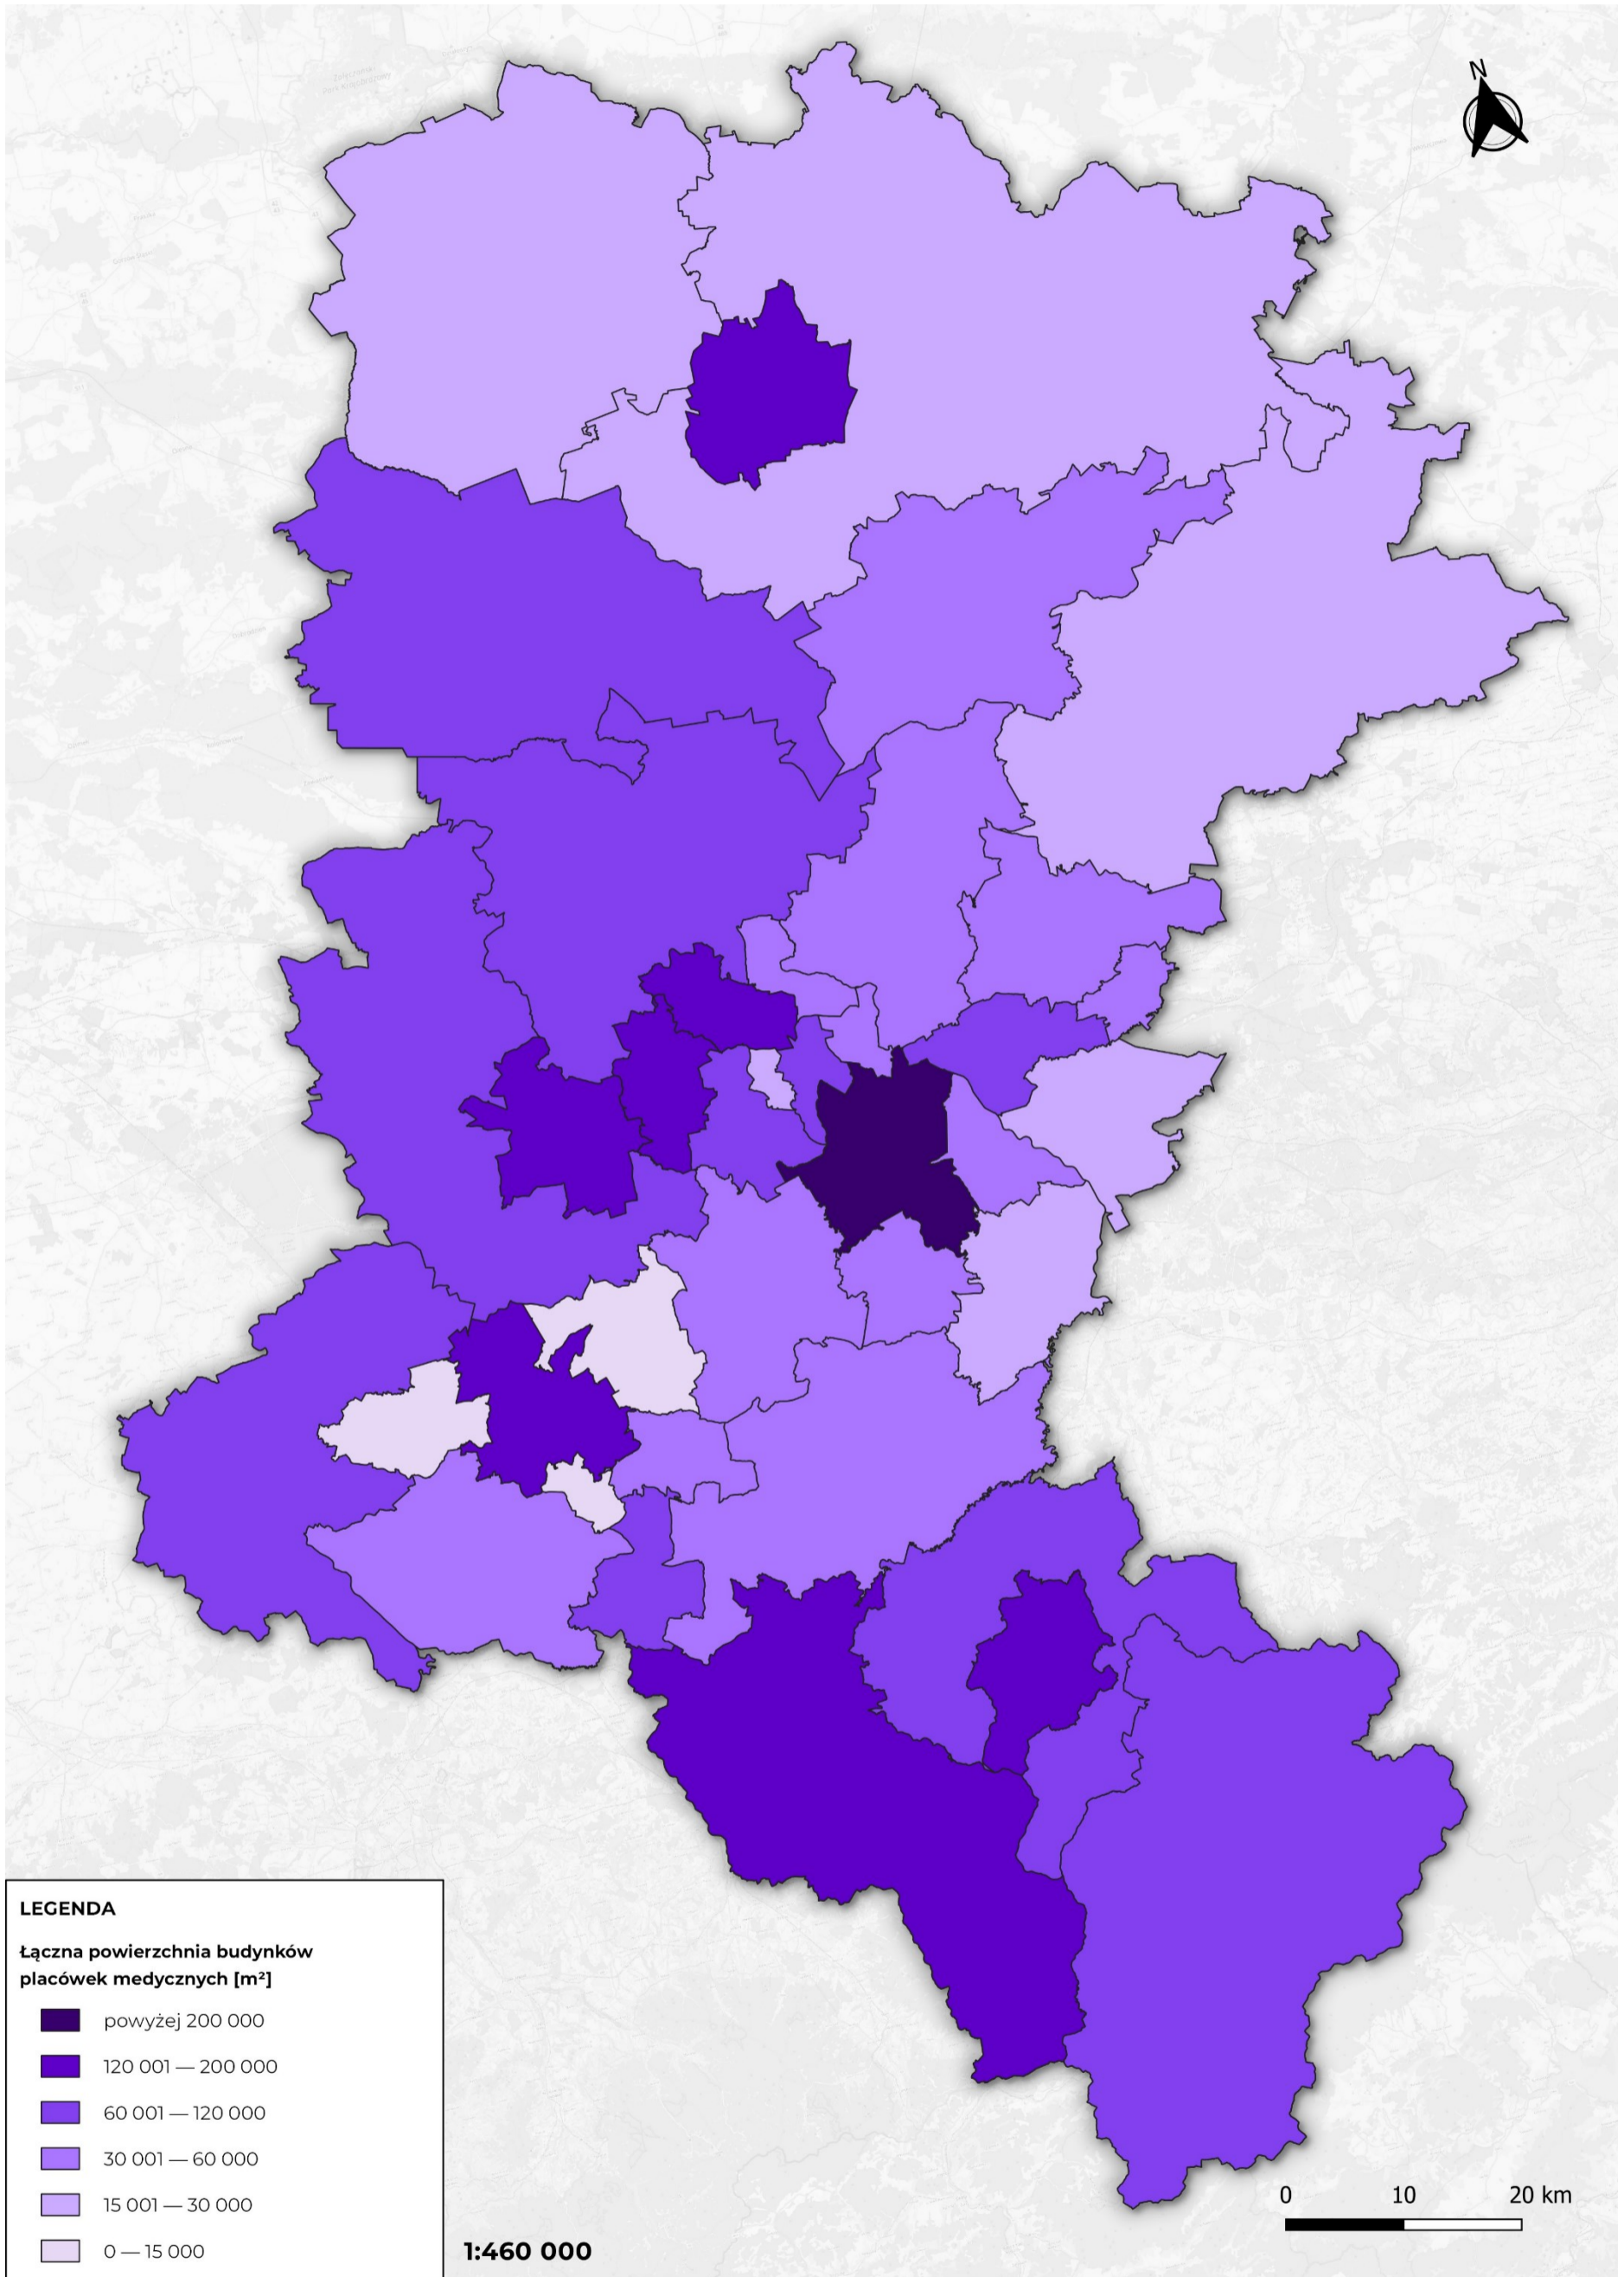 N
LEGENDA
Łączna powierzchnia budynków
placówek medycznych [m²]
powyżej 200 000
120 001 — 200 000
60 001 — 120 000
30 001 — 60 000
15 001 — 30 000
0 — 15 000
1:460 000
0 10 20 km